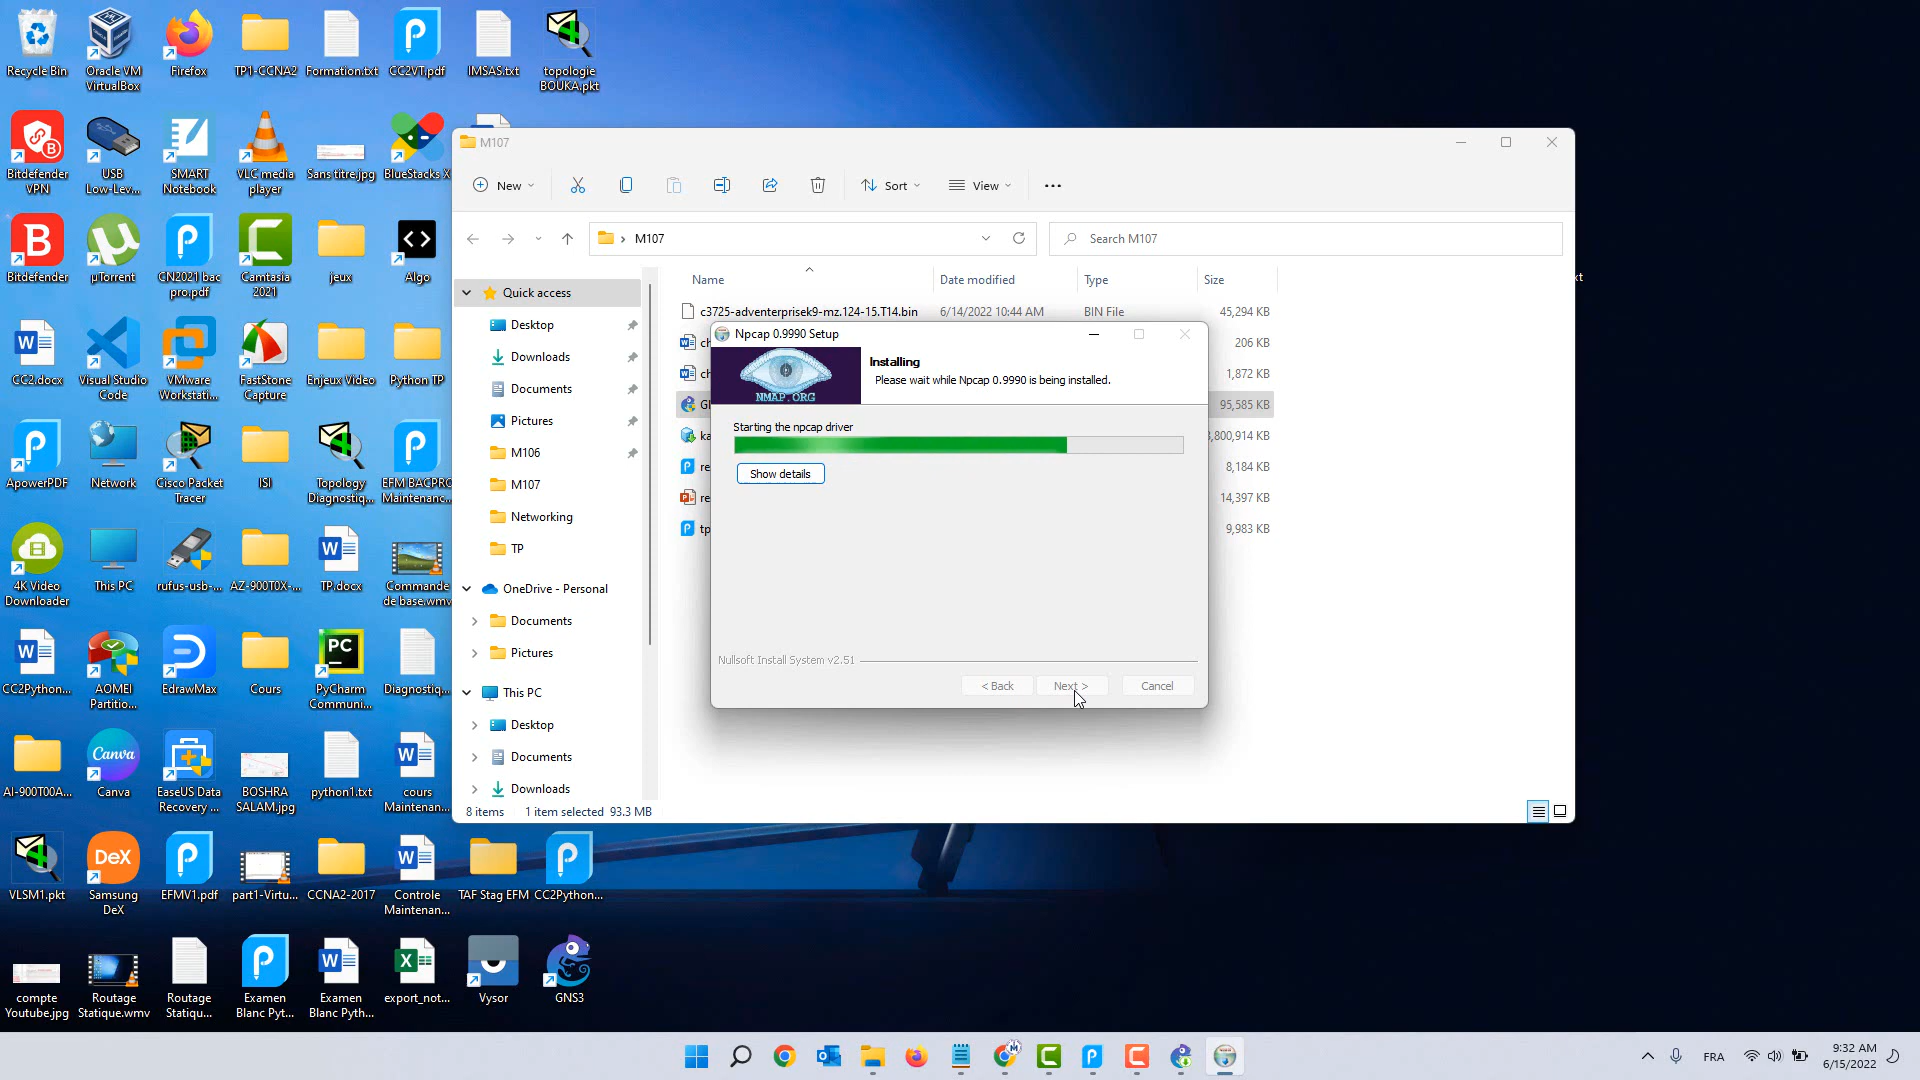 Recycle Bin
Oracle VM
VirtualBox
Firefox
TP1-CCNA2
Formation.txt
CC2VT.pdf
IMSAS.txt
topologie
BOUKA.pkt
Bitdefender
VPN
USB
Low-Lev...
SMART
Notebook
VLC media
player
Sans titre.jpg
BlueStacks X
Bitdefender
µTorrent
CN2021 bac
pro.pdf
Camtasia
2021
jeux
Algo
CC2.docx
Visual Studio
Code
VMware
Workstati...
FastStone
Capture
Enjeux Video
Python TP
ApowerPDF
Network
Cisco Packet
Tracer
ISI
Topology
Diagnostiq...
EFM BACPRO
Maintenanc...
4K Video
Downloader
This PC
rufus-usb-...
AZ-900T0X-...
TP.docx
Commande
de base.wmv
CC2Python...
AOMEI
Partitio...
EdrawMax
Cours
PyCharm
Communi...
Diagnostiq...
AI-900T00A...
Canva
EaseUS Data
Recovery ...
BOSHRA
SALAM.jpg
python1.txt
cours
Maintenan...
VLSM1.pkt
Samsung
DeX
EFMV1.pdf
part1-Virtu...
CCNA2-2017
Controle
Maintenan...
TAF Stag EFM
CC2Python...
compte
Youtube.jpg
Routage
Statique.wmv
Routage
Statiqu...
Examen
Blanc Pyt...
Examen
Blanc Pyth...
export_not...
Vysor
GNS3
M107
New
Sort
View
M107
Search M107
Name
Date modified
Type
Size
xt
Quick access
Desktop
Downloads
Documents
Pictures
M106
M107
Networking
TP
OneDrive - Personal
Documents
Pictures
This PC
Desktop
Documents
Downloads
c3725-adventerprisek9-mz.124-15.T14.bin
6/14/2022 10:44 AM
BIN File
45,294 KB
ch
206 KB
ch
1,872 KB
95,585 KB
ka
,800,914 KB
re
8,184 KB
re
14,397 KB
tp
9,983 KB
8 items
1 item selected 93.3 MB
Npcap 0.9990 Setup
NMAP.ORG
Installing
Please wait while Npcap 0.9990 is being installed.
Starting the npcap driver
Show details
Nullsoft Install System v2.51
< Back
Next >
Cancel
FRA
9:32 AM
6/15/2022